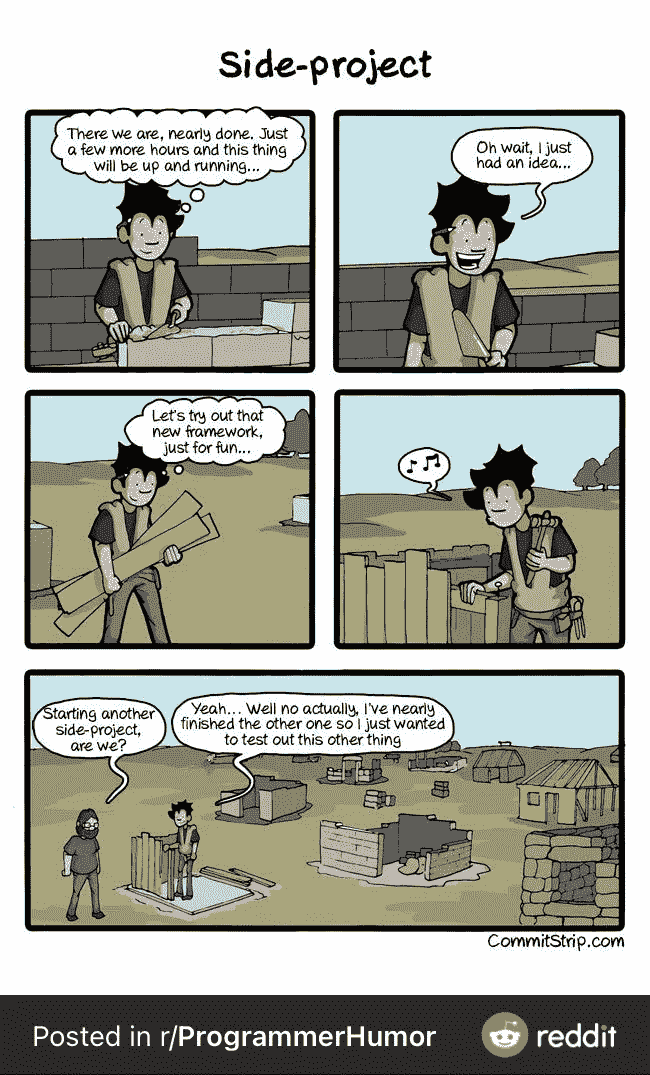 Side-project
There we are, nearly done. Just
a few more hours and this thing
will be up and running...
Oh wait, I just
had an idea...
Let's try out that
new framework,
just for fun...
Starting another
side-project,
are we?
Yeah... Well no actually, I've nearly
finished the other one so I just wanted
to test out this other thing
CommitStrip.com
Posted in r/ProgrammerHumor
reddit